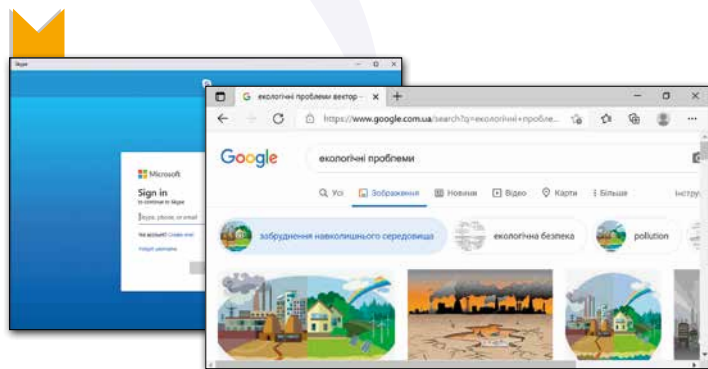 Skype
Microsoft
Sign in
to continue to Skype
Skype, phone, or email
No account? Create one!
екологічні проблеми вектор -
https://www.google.com.ua/search?q=екологічні+пробле...
Google
екологічні проблеми
Усі Зображення Новини Відео Карти Більше Інстру
забруднення навколишнього середовища екологічна безпека pollution